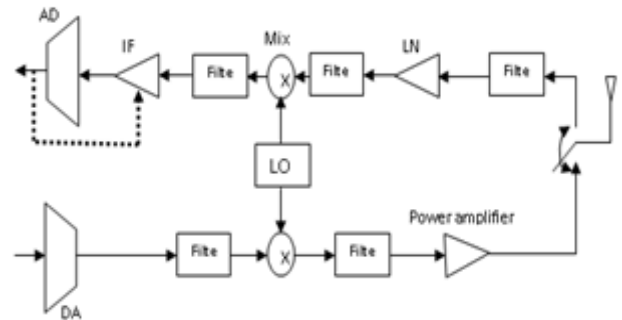 AD
IF
Mix
LN
Filte
Filte
Filte
X
LO
Power amplifier
Filte
X
Filte
DA